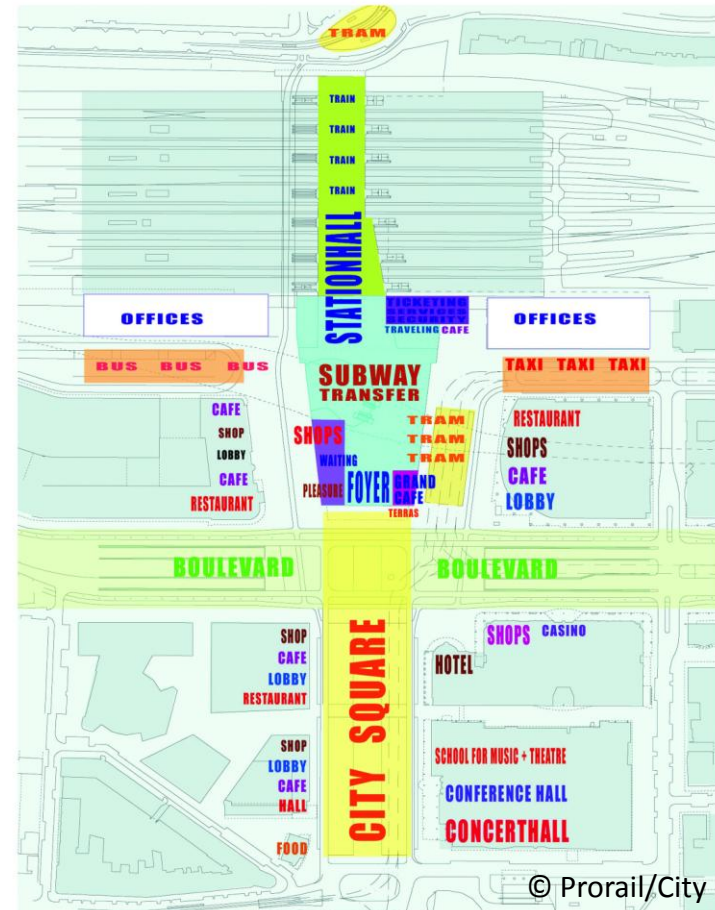 TRAM
TRAIN
TRAIN
TRAIN
TRAIN
STATIONHALL
OFFICES
TICKETING
SERVICES
SECURITY
TRAVELING CAFE
OFFICES
BUS BUS BUS
SUBWAY
TRANSFER
TAXI TAXI TAXI
CAFE
SHOP
LOBBY
CAFE
RESTAURANT
SHOPS
WAITING
PLEASURE
FOYER
GRAND
CAFE
TERRAS
TRAM
TRAM
TRAM
RESTAURANT
SHOPS
CAFE
LOBBY
BOULEVARD
BOULEVARD
CITY SQUARE
SHOP
CAFE
LOBBY
RESTAURANT
SHOPS CASINO
HOTEL
SHOP
LOBBY
CAFE
HALL
FOOD
SCHOOL FOR MUSIC + THEATRE
CONFERENCE HALL
CONCERTHALL
© Prorail/City